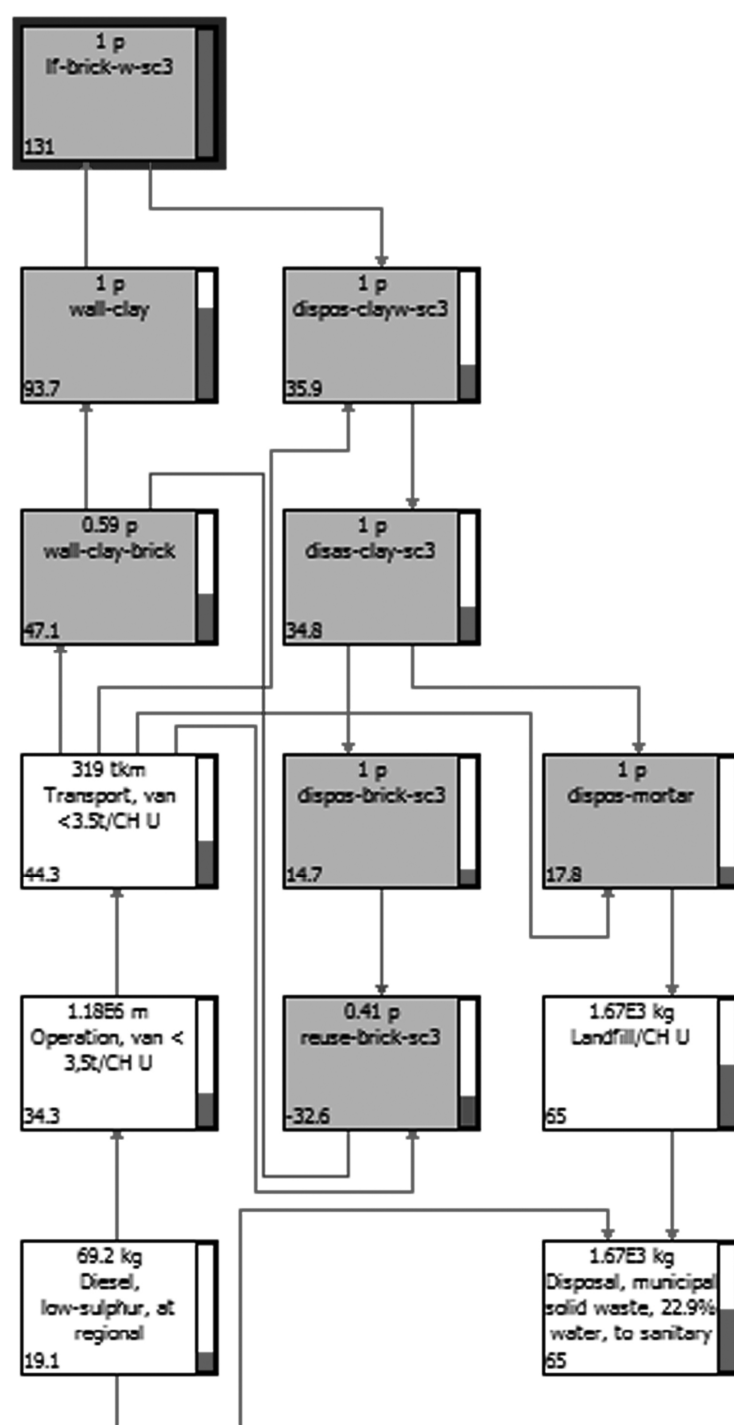 1 p
lf-brick-w-sc3
131
1 p
wall-clay
93.7
1 p
dispos-clayw-sc3
35.9
0.59 p
wall-clay-brick
47.1
1 p
disas-clay-sc3
34.8
319 tkm
Transport, van
<3.5t/CH U
44.3
1 p
dispos-brick-sc3
14.7
1 p
dispos-mortar
17.8
1.18E6 m
Operation, van <
3,5t/CH U
34.3
0.41 p
reuse-brick-sc3
-32.6
1.67E3 kg
Landfill/CH U
65
69.2 kg
Diesel,
low-sulphur, at
regional
19.1
1.67E3 kg
Disposal, municipal
solid waste, 22.9%
water, to sanitary
65